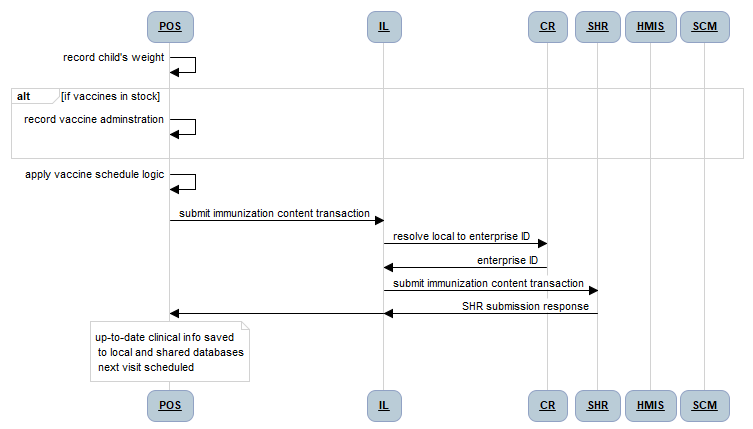 POS IL CR SHR HMIS SCM
record child's weight
alt [if vaccines in stock]
record vaccine adminstration
apply vaccine schedule logic
submit immunization content transaction
resolve local to enterprise ID
enterprise ID
submit immunization content transaction
SHR submission response
up-to-date clinical info saved
to local and shared databases
next visit scheduled
POS IL CR SHR HMIS SCM